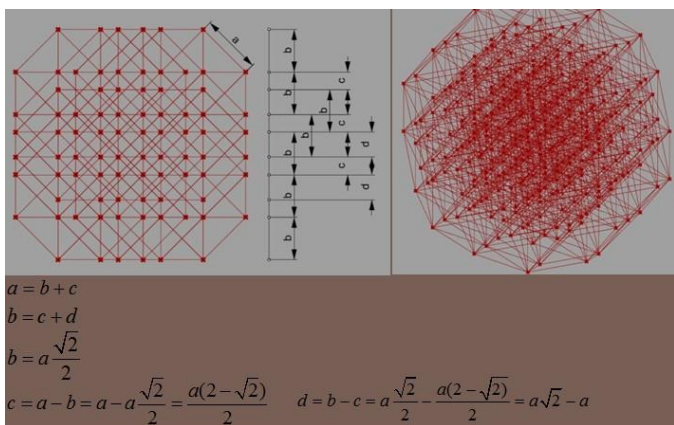 a
b
c
b
b
c
b
d
b
c
d
b
b
a = b + c
b = c + d
b = a √2/2
c = a − b = a − a √2/2 = a(2 − √2)/2    d = b − c = a √2/2 − a(2 − √2)/2 = a√2 − a